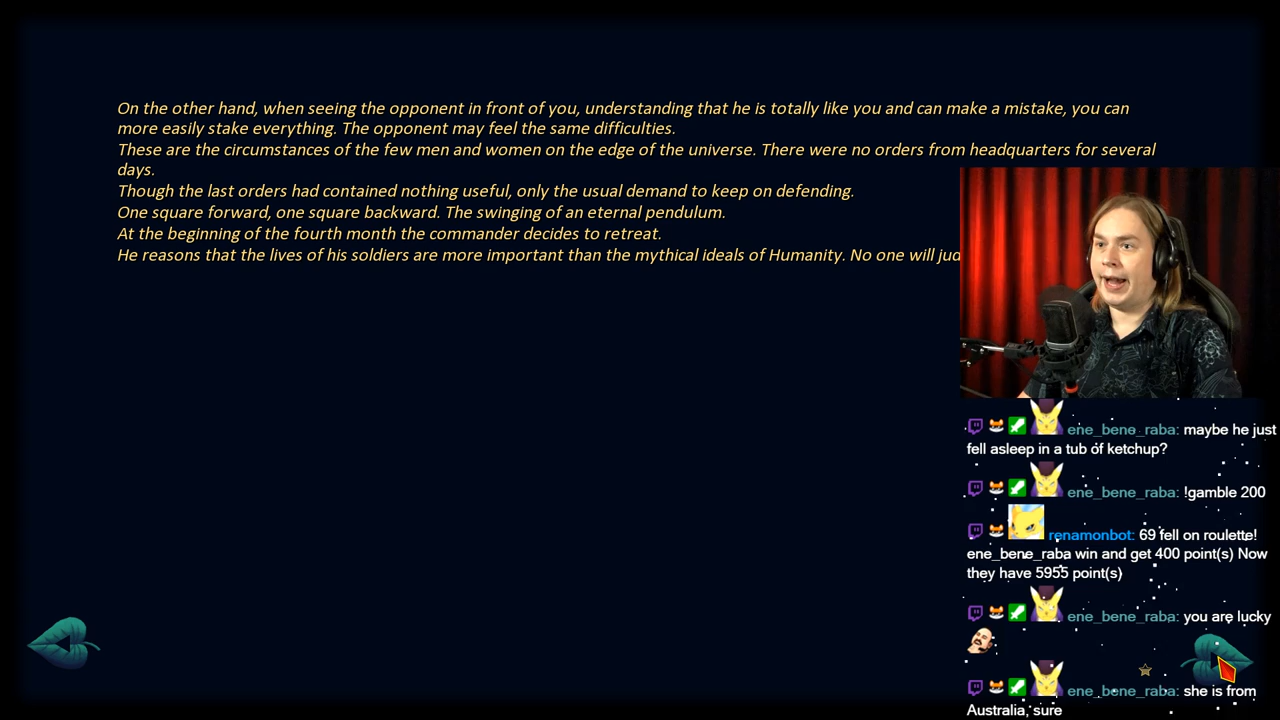 On the other hand, when seeing the opponent in front of you, understanding that he is totally like you and can make a mistake, you can
more easily stake everything. The opponent may feel the same difficulties.
These are the circumstances of the few men and women on the edge of the universe. There were no orders from headquarters for several
days.
Though the last orders had contained nothing useful, only the usual demand to keep on defending.
One square forward, one square backward. The swinging of an eternal pendulum.
At the beginning of the fourth month the commander decides to retreat.
He reasons that the lives of his soldiers are more important than the mythical ideals of Humanity. No one will jud
ene_bene_raba: maybe he just
fell asleep in a tub of ketchup?
ene_bene_raba: !gamble 200
renamonbot: 69 fell on roulette!
ene_bene_raba win and get 400 point(s) Now
they have 5955 point(s)
ene_bene_raba: you are lucky
ene_bene_raba: she is from
Australia, sure